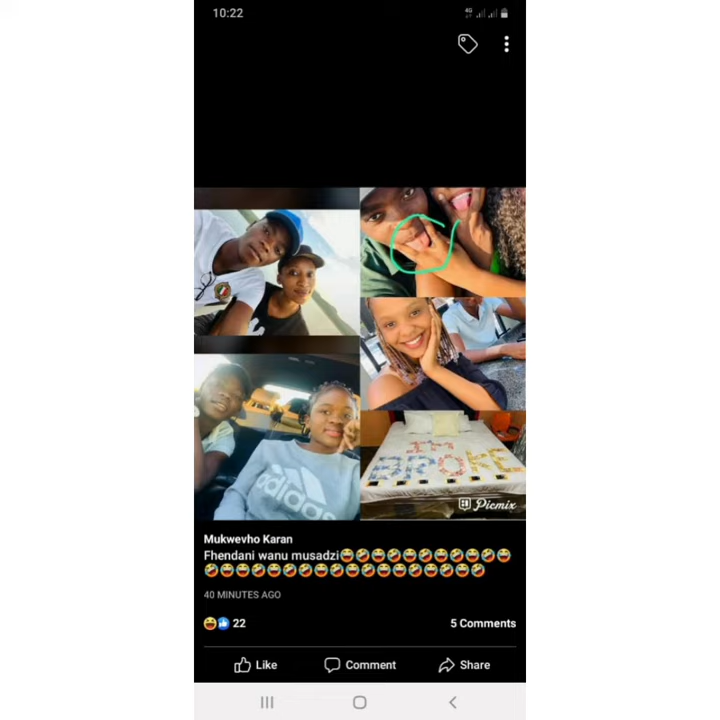 10:22
4G
adidas
I'M
BROKE
Picmix
Mukwevho Karan
Fhendani wanu musadzi😂🤣😂🤣😂🤣😂🤣😂🤣😂
🤣😂😂🤣😂🤣🤣😂🤣😂🤣😂😂🤣😂🤣😂🤣
40 MINUTES AGO
😆👍 22
5 Comments
Like
Comment
Share